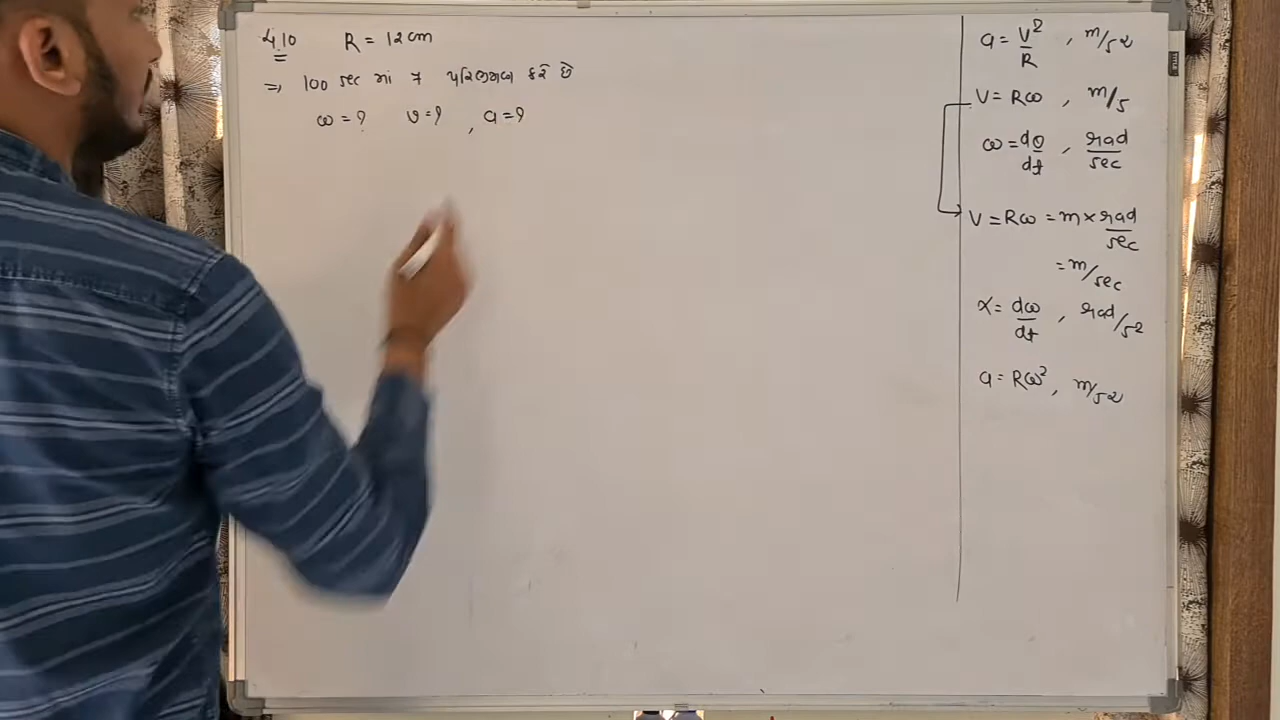 4.10 R = 12 cm
⇒ 100 sec માં 7 પરિભ્રમણ કરે છે
ω = ? v = ? , a = ?
a = V²/R , m/s²
V = Rω , m/s
ω = dθ/dt , rad/sec
V = Rω = m × rad/sec
= m/sec
α = dω/dt , rad/s²
a = Rω² , m/s²
TITLE